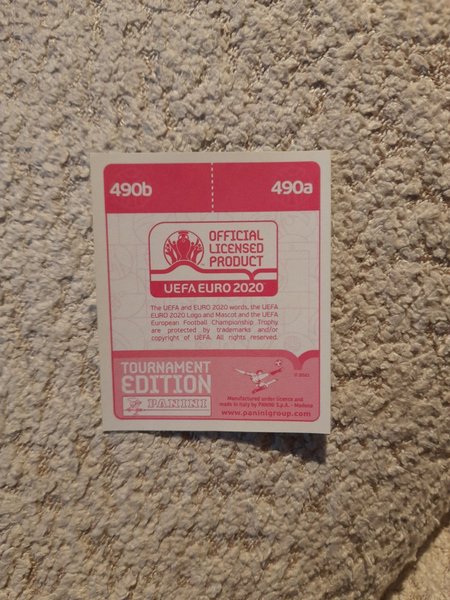 490b 490a
OFFICIAL
LICENSED
PRODUCT
UEFA EURO 2020
The UEFA and EURO 2020 words, the UEFA
EURO 2020 Logo and Mascot and the UEFA
European Football Championship Trophy
are protected by trademarks and/or
copyright of UEFA. All rights reserved.
TOURNAMENT
EDITION
PANINI
Manufactured under licence and
made in Italy by PANINI S.p.A. - Modena
www.paninigroup.com